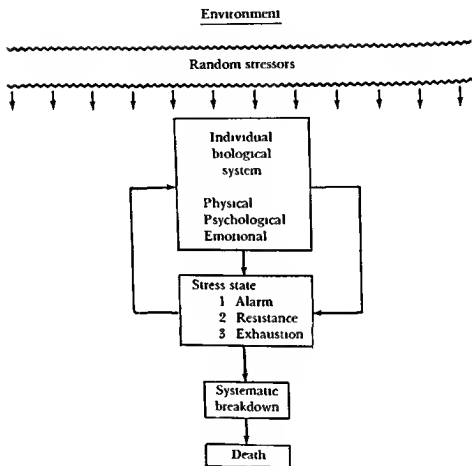 Environment
Random stressors
Individual
biological
system
Physical
Psychological
Emotional
Stress state
1 Alarm
2 Resistance
3 Exhaustion
Systematic
breakdown
Death